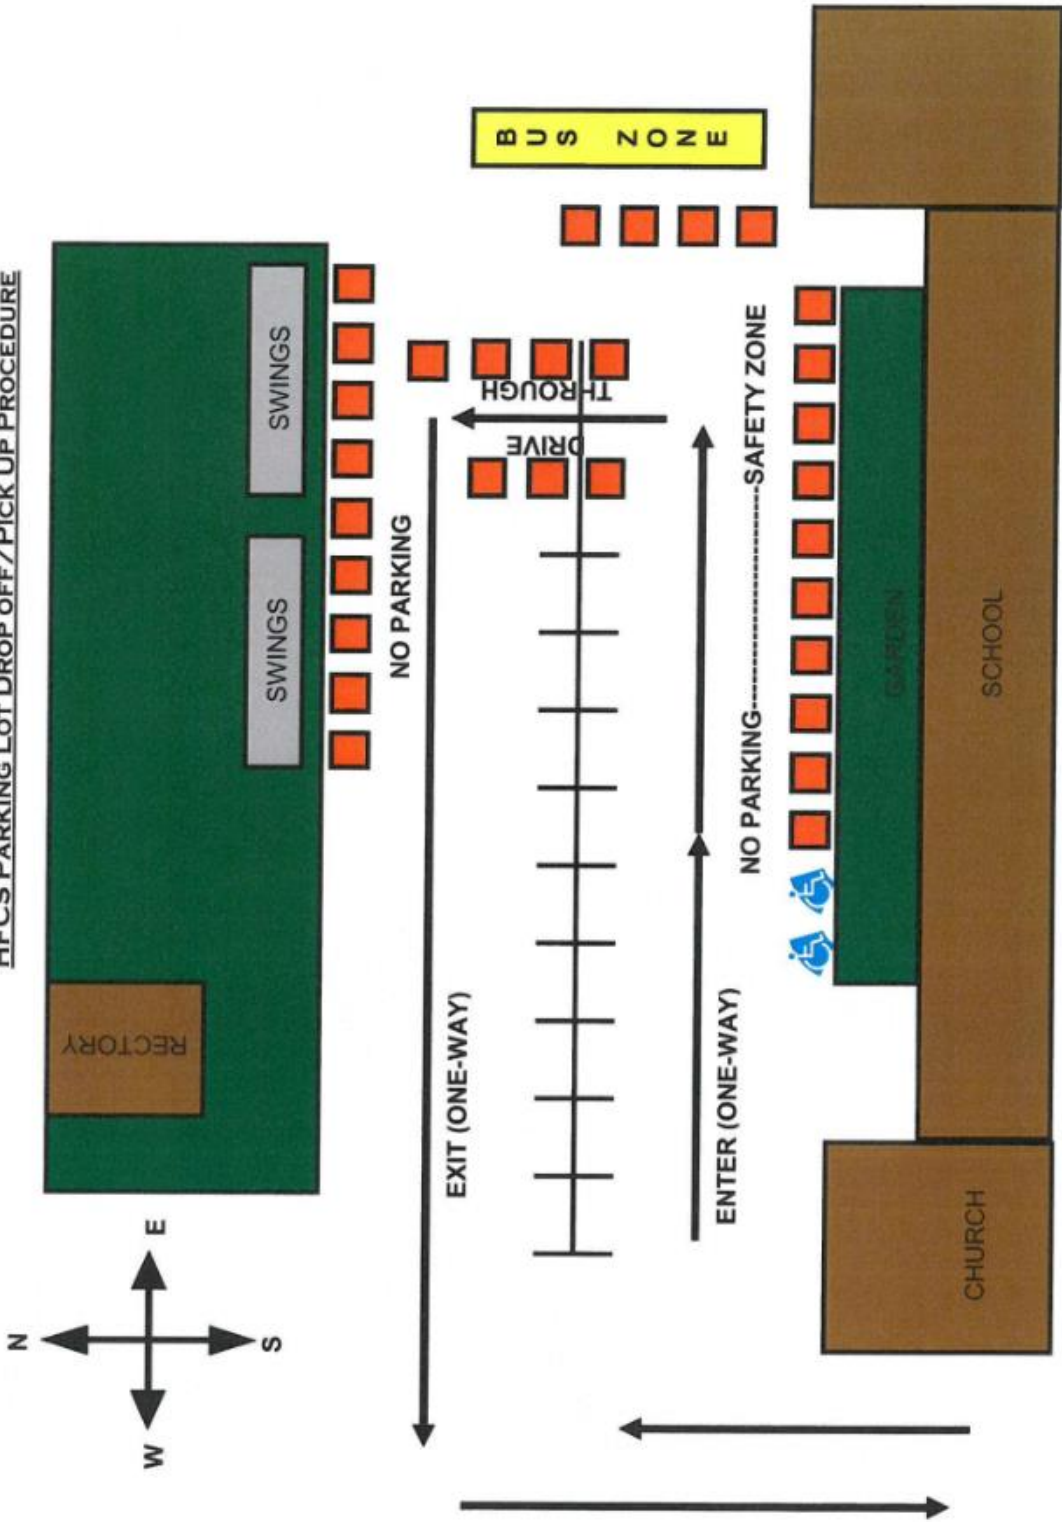 HFCS PARKING LOT DROP OFF/PICK UP PROCEDURE
N
W
E
S
RECTORY
SWINGS
SWINGS
NO PARKING
EXIT (ONE-WAY)
DRIVE
THROUGH
BUS ZONE
ENTER (ONE-WAY)
NO PARKING--------------------------SAFETY ZONE
GARDEN
CHURCH
SCHOOL